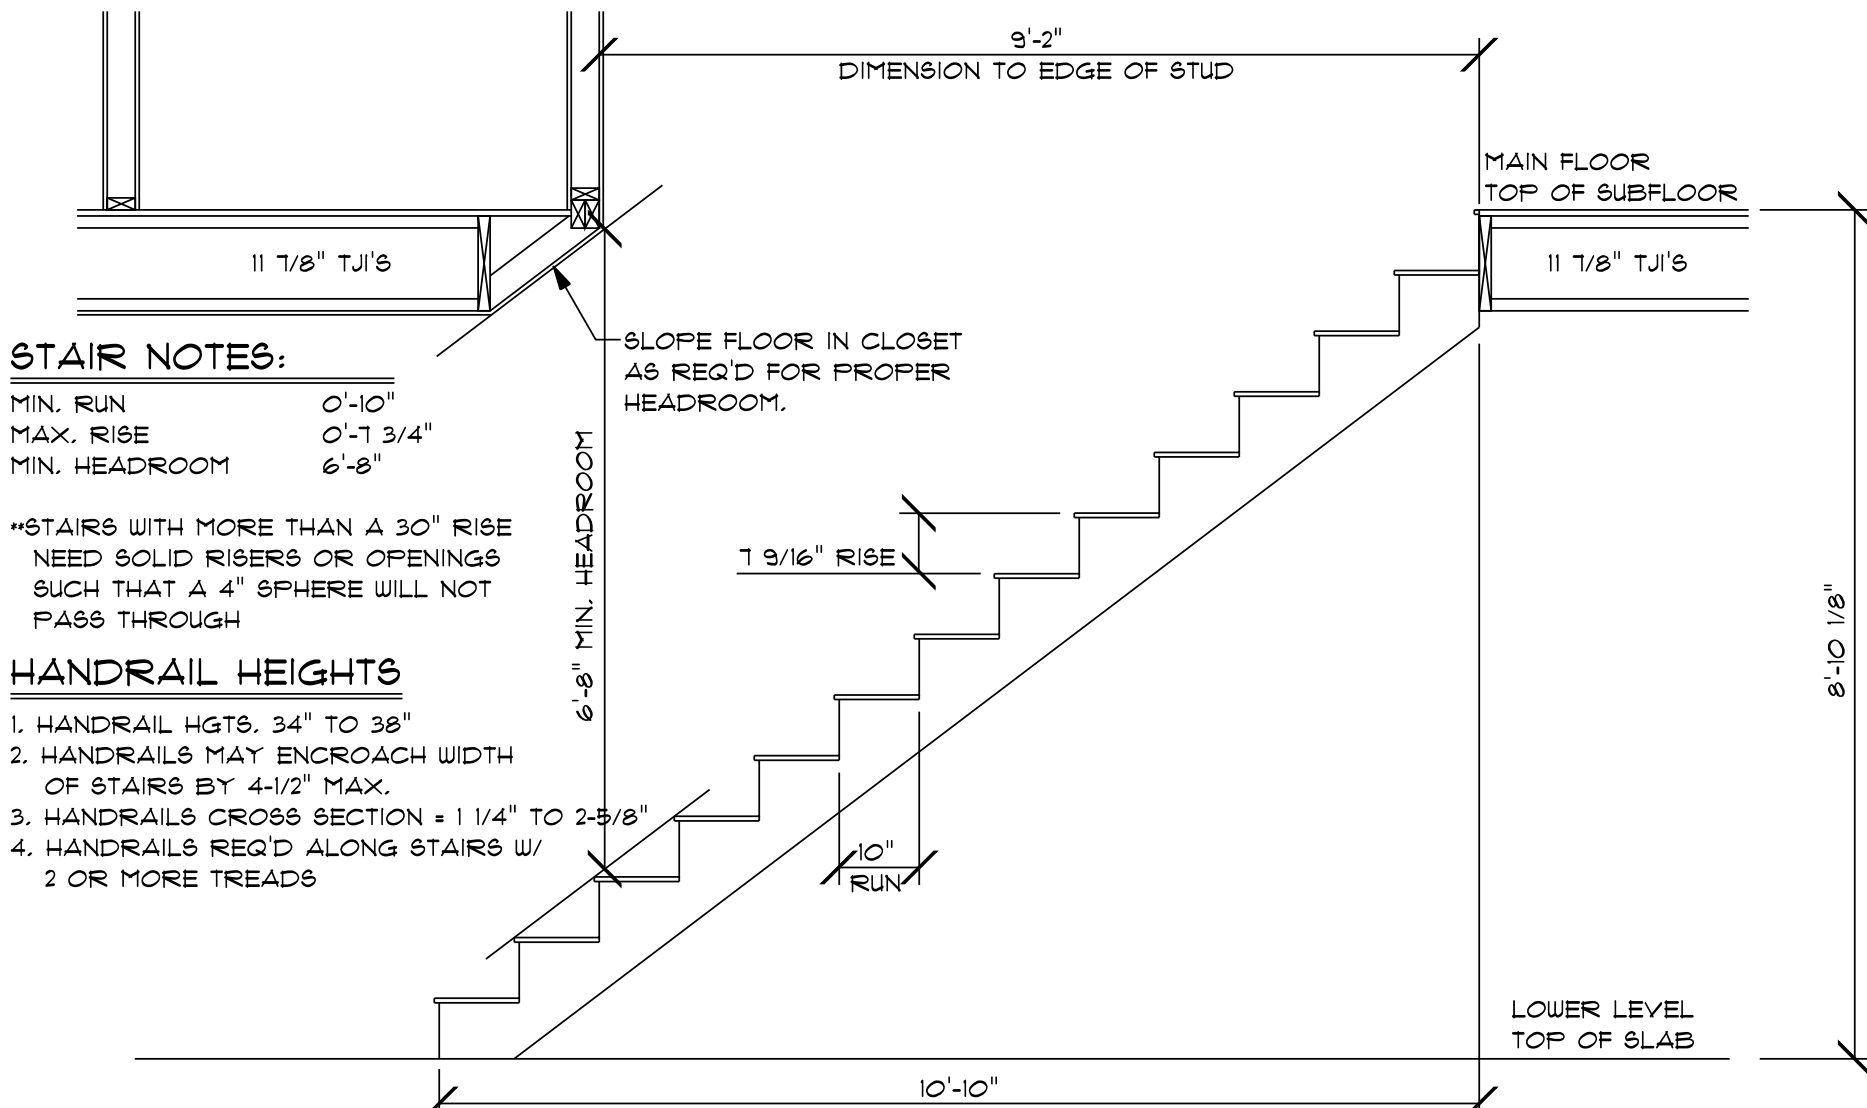 9'-2"
DIMENSION TO EDGE OF STUD
MAIN FLOOR
TOP OF SUBFLOOR
11 7/8" TJI'S
11 7/8" TJI'S
SLOPE FLOOR IN CLOSET
AS REQ'D FOR PROPER
HEADROOM.
STAIR NOTES:
MIN. RUN 0'-10"
MAX. RISE 0'-7 3/4"
MIN. HEADROOM 6'-8"
**STAIRS WITH MORE THAN A 30" RISE
NEED SOLID RISERS OR OPENINGS
SUCH THAT A 4" SPHERE WILL NOT
PASS THROUGH
6'-8" MIN. HEADROOM
7 9/16" RISE
8'-10 1/8"
HANDRAIL HEIGHTS
1. HANDRAIL HGTS. 34" TO 38"
2. HANDRAILS MAY ENCROACH WIDTH
OF STAIRS BY 4-1/2" MAX.
3. HANDRAILS CROSS SECTION = 1 1/4" TO 2-5/8"
4. HANDRAILS REQ'D ALONG STAIRS W/
2 OR MORE TREADS
10"
RUN
LOWER LEVEL
TOP OF SLAB
10'-10"